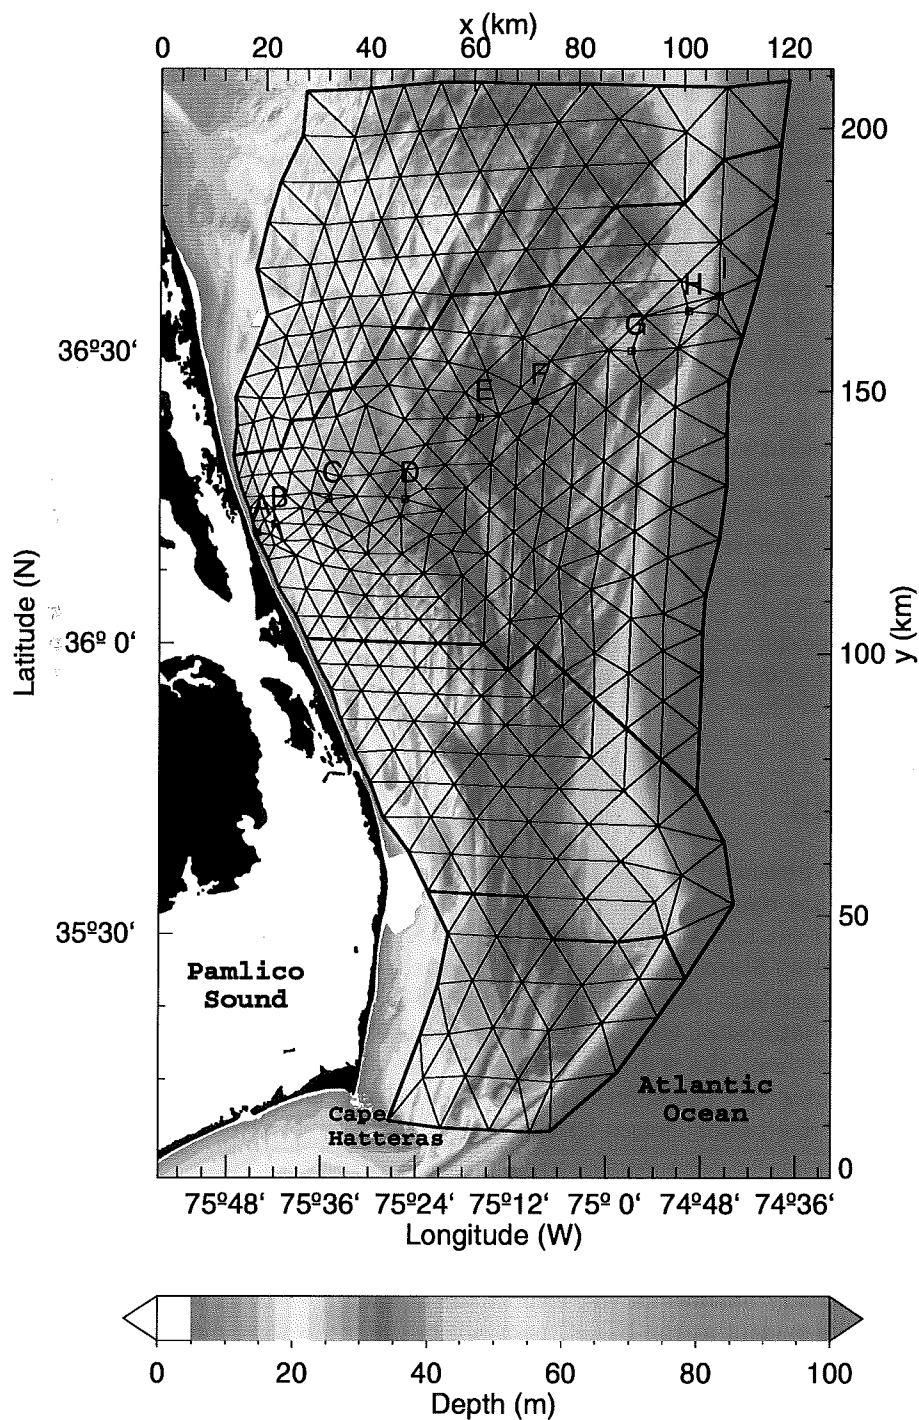 x (km)
0 20 40 60 80 100 120
200
150
100
50
0
y (km)
36º30‘
36º 0‘
35º30‘
Latitude (N)
A
B
C
D
E
F
G
H
I
Pamlico
Sound
Cape
Hatteras
Atlantic
Ocean
75º48‘ 75º36‘ 75º24‘ 75º12‘ 75º 0‘ 74º48‘ 74º36‘
Longitude (W)
0 20 40 60 80 100
Depth (m)